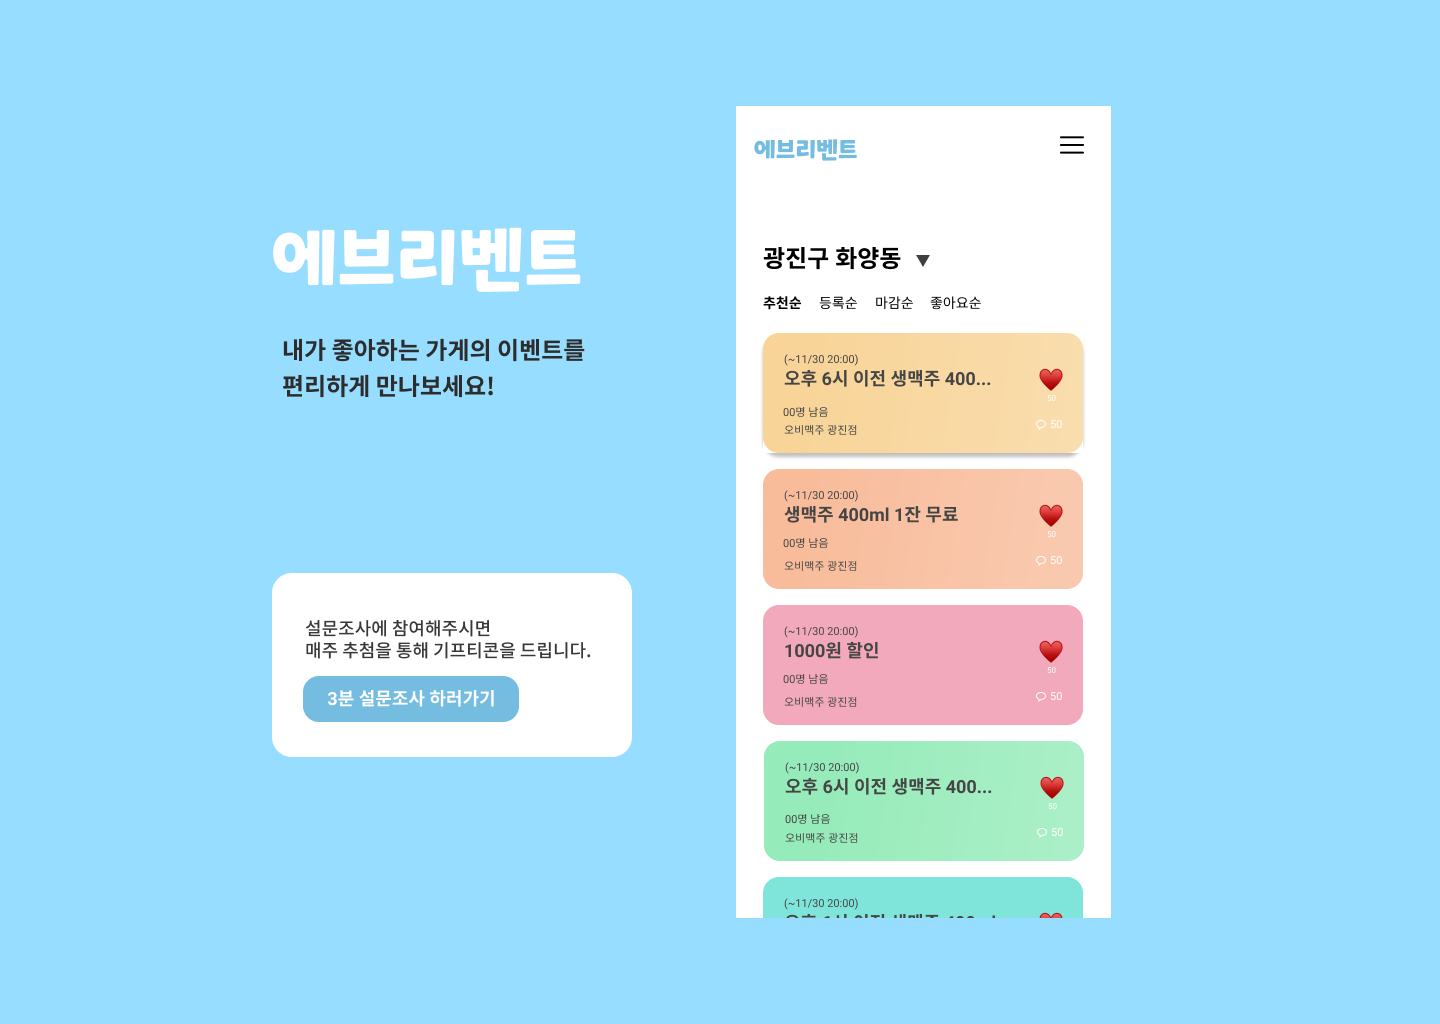 에브리벤트
내가 좋아하는 가게의 이벤트를
편리하게 만나보세요!
설문조사에 참여해주시면
매주 추첨을 통해 기프티콘을 드립니다.
3분 설문조사 하러가기
에브리벤트
광진구 화양동 ▼
추천순 등록순 마감순 좋아요순
(~11/30 20:00)
오후 6시 이전 생맥주 400...
50
00명 남음
50
오비맥주 광진점
(~11/30 20:00)
생맥주 400ml 1잔 무료
50
00명 남음
50
오비맥주 광진점
(~11/30 20:00)
1000원 할인
50
00명 남음
50
오비맥주 광진점
(~11/30 20:00)
오후 6시 이전 생맥주 400...
50
00명 남음
50
오비맥주 광진점
(~11/30 20:00)
오후 6시 이전 생맥주 400ml